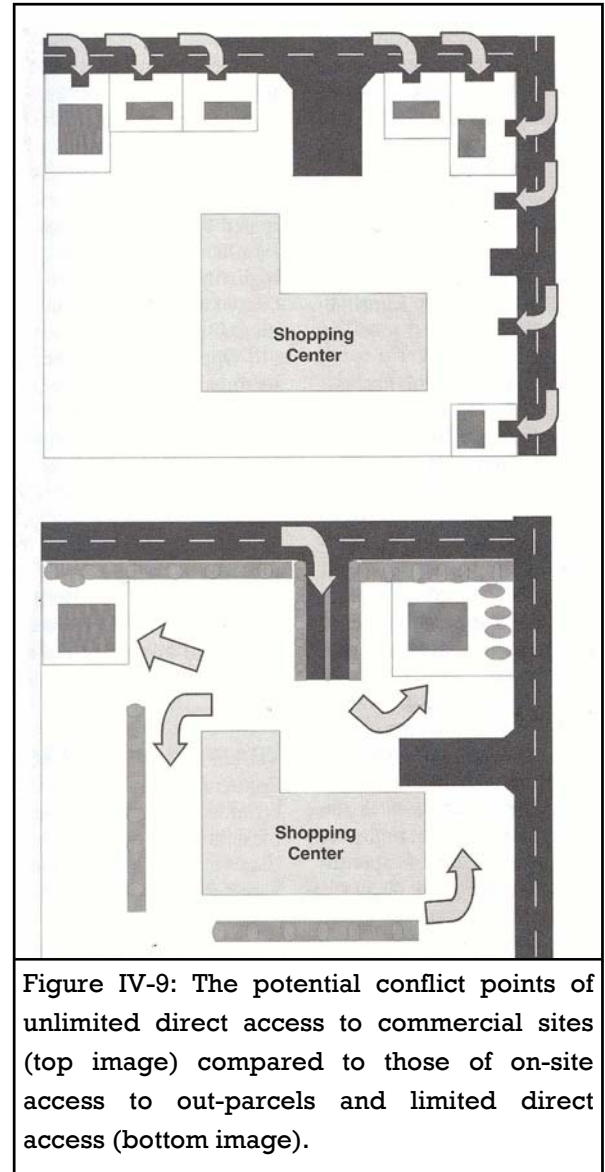 Shopping
Center
Shopping
Center
Figure IV-9: The potential conflict points of
unlimited direct access to commercial sites
(top image) compared to those of on-site
access to out-parcels and limited direct
access (bottom image).